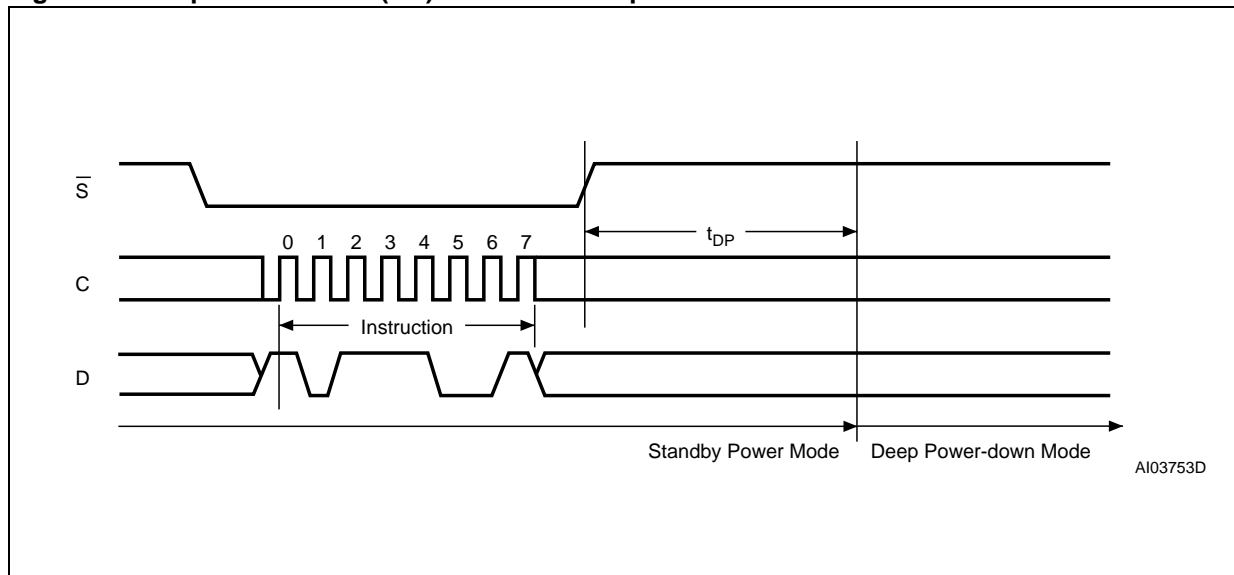 S
0 1 2 3 4 5 6 7
tDP
C
Instruction
D
Standby Power Mode Deep Power-down Mode
AI03753D